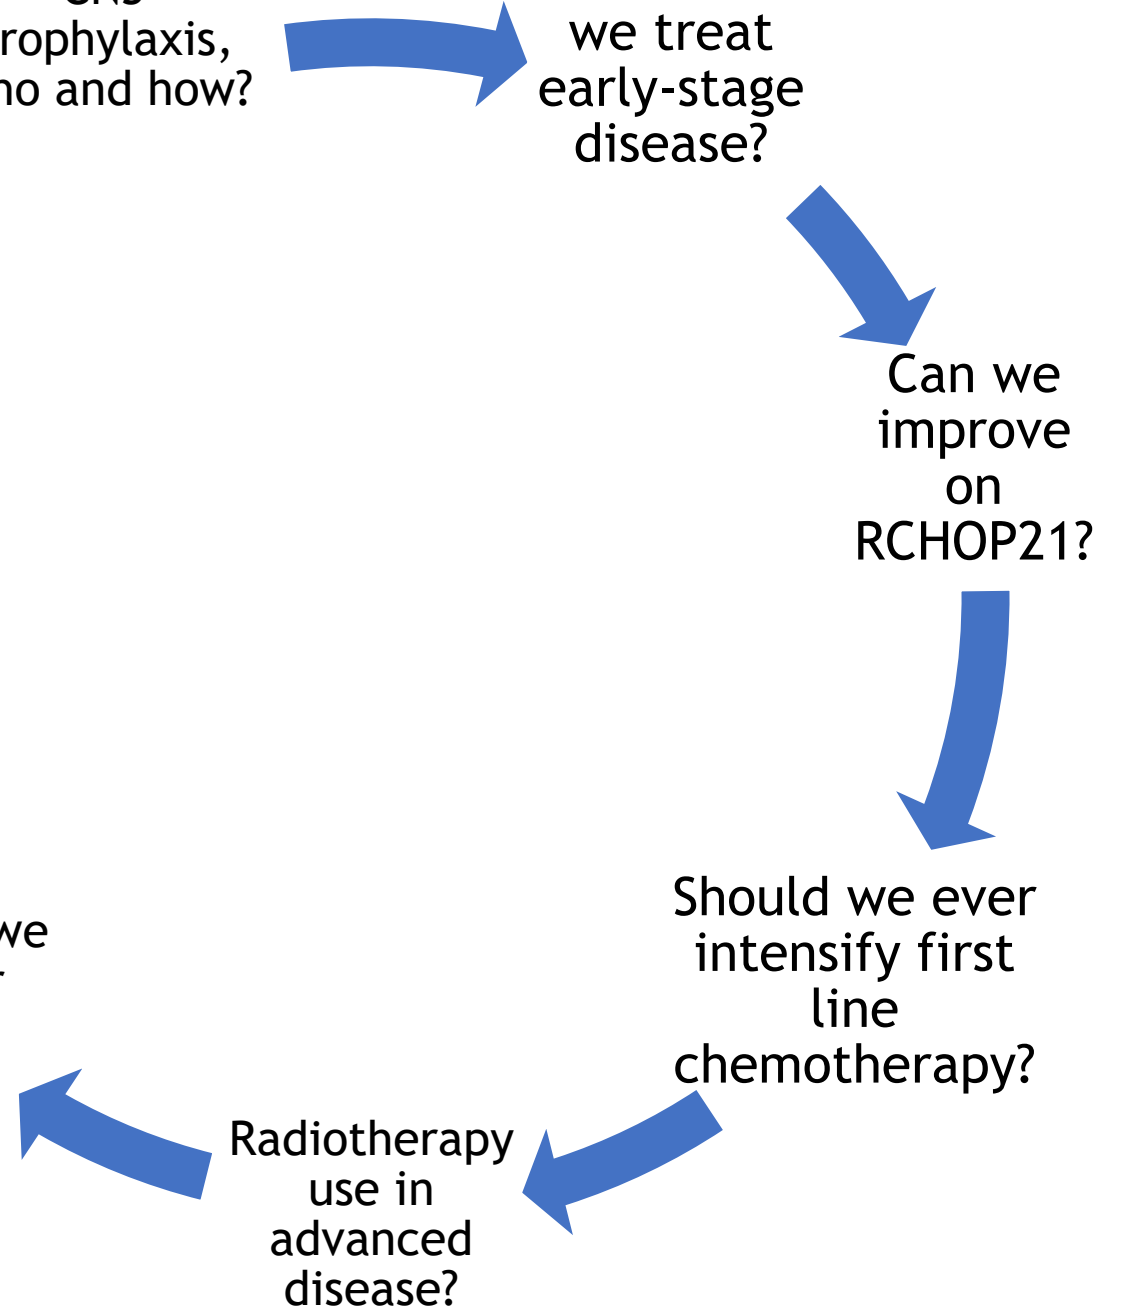 rophylaxis,
and how?
we treat
early-stage
disease?
Can we
improve
on
RCHOP21?
Should we ever
intensify first
line
chemotherapy?
Radiotherapy
use in
advanced
disease?
we